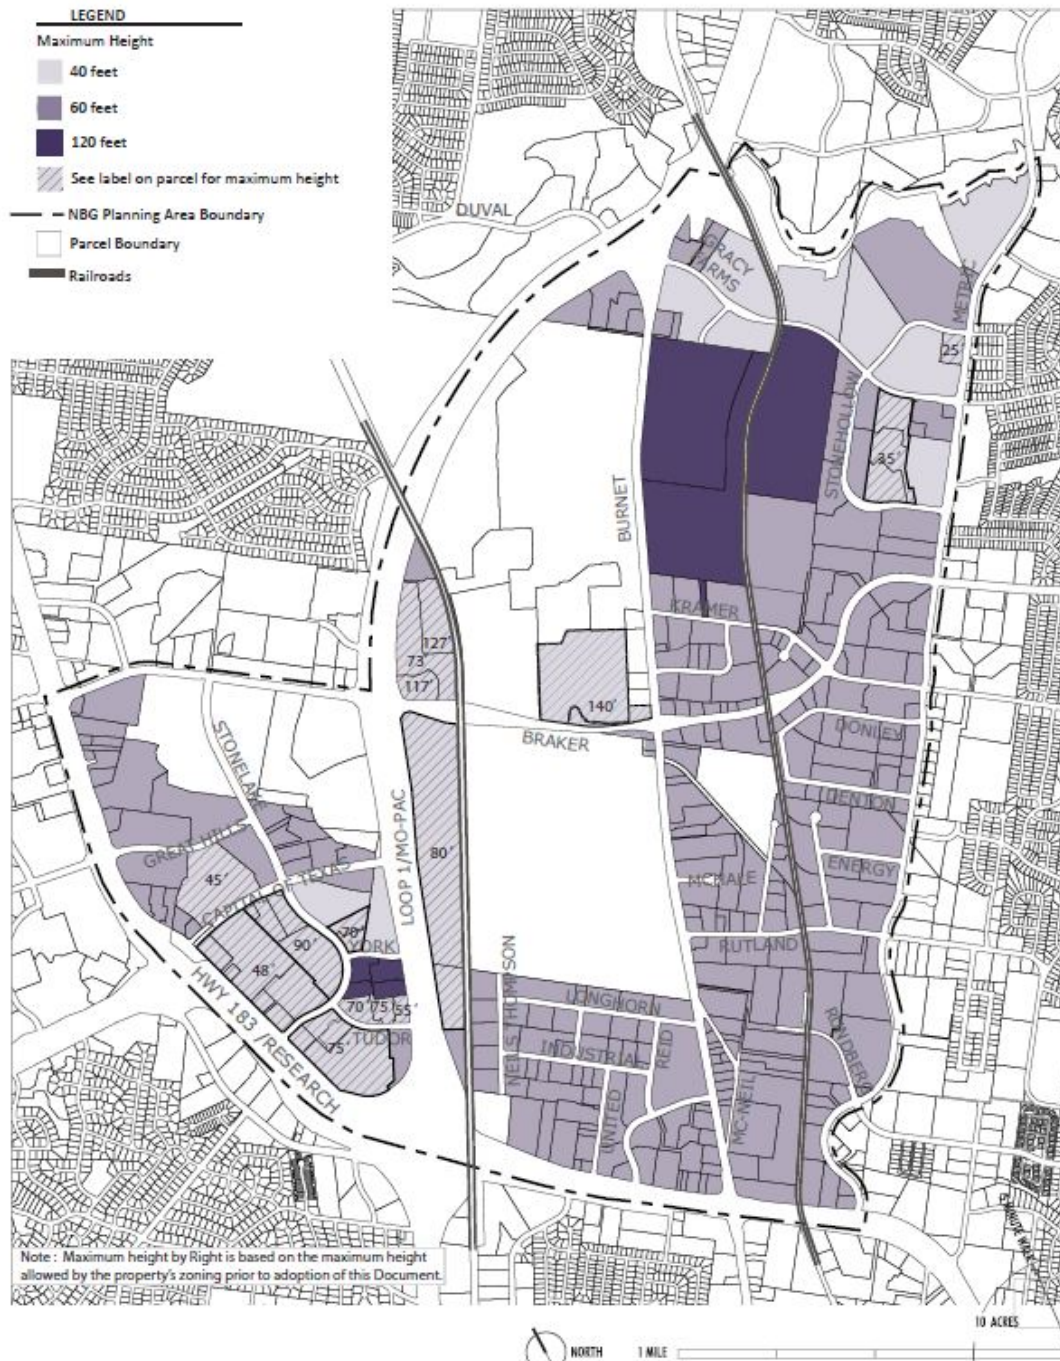 LEGEND
Maximum Height
40 feet
60 feet
120 feet
See label on parcel for maximum height
NBG Planning Area Boundary
Parcel Boundary
Railroads
DUVAL
GRACY
FARMS
METRIC
25'
STONEHOLLOW
35'
BURNET
KRAMER
127'
73'
117'
140'
BRAKER
DONLEY
STONELAKE
DENTON
LOOP 1/MO-PAC
GREAT HILLS
80'
ENERGY
MCHALE
45'
CAPITAL OF TEXAS
70'
YORK
90'
RUTLAND
48'
HWY 183 /RESEARCH
70'
75'
55'
TUDOR
75'
NEILS THOMPSON
LONGHORN
INDUSTRIAL
REID
RUNDBERG
UNITED
MC-NEIL
Note : Maximum height by Right is based on the maximum height
allowed by the property's zoning prior to adoption of this Document.
10 ACRES
NORTH
1 MILE